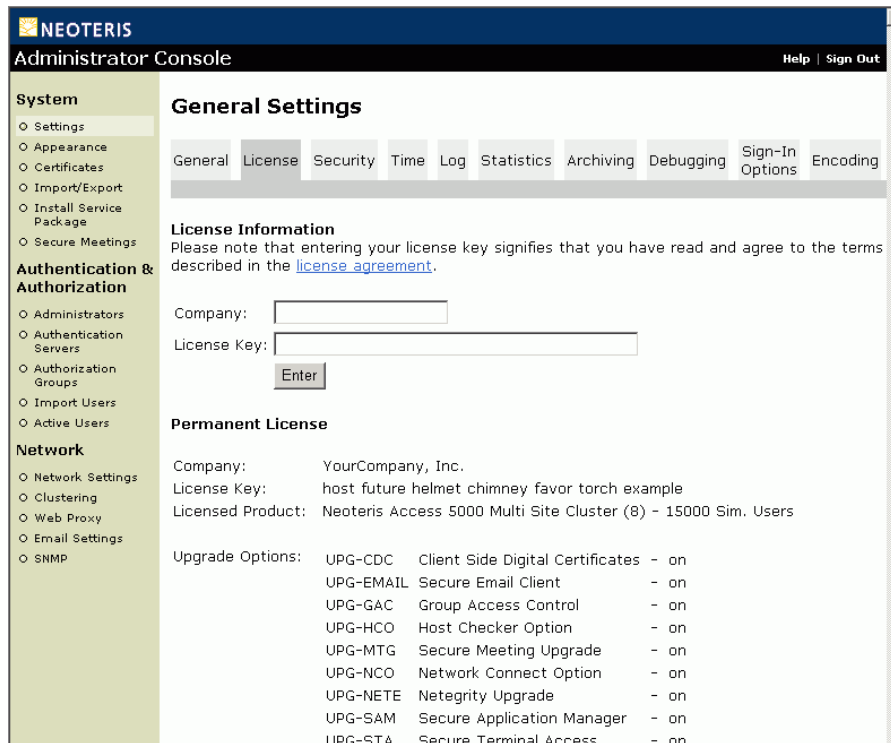 NEOTERIS
Administrator Console
Help | Sign Out
System
Settings
Appearance
Certificates
Import/Export
Install Service
Package
Secure Meetings
Authentication &
Authorization
Administrators
Authentication
Servers
Authorization
Groups
Import Users
Active Users
Network
Network Settings
Clustering
Web Proxy
Email Settings
SNMP
General Settings
General License Security Time Log Statistics Archiving Debugging Sign-In Options Encoding
License Information
Please note that entering your license key signifies that you have read and agree to the terms
described in the license agreement.
Company:
License Key:
Enter
Permanent License
Company: YourCompany, Inc.
License Key: host future helmet chimney favor torch example
Licensed Product: Neoteris Access 5000 Multi Site Cluster (8) - 15000 Sim. Users
Upgrade Options: UPG-CDC Client Side Digital Certificates - on
UPG-EMAIL Secure Email Client - on
UPG-GAC Group Access Control - on
UPG-HCO Host Checker Option - on
UPG-MTG Secure Meeting Upgrade - on
UPG-NCO Network Connect Option - on
UPG-NETE Netegrity Upgrade - on
UPG-SAM Secure Application Manager - on
UPG-STA Secure Terminal Access - on